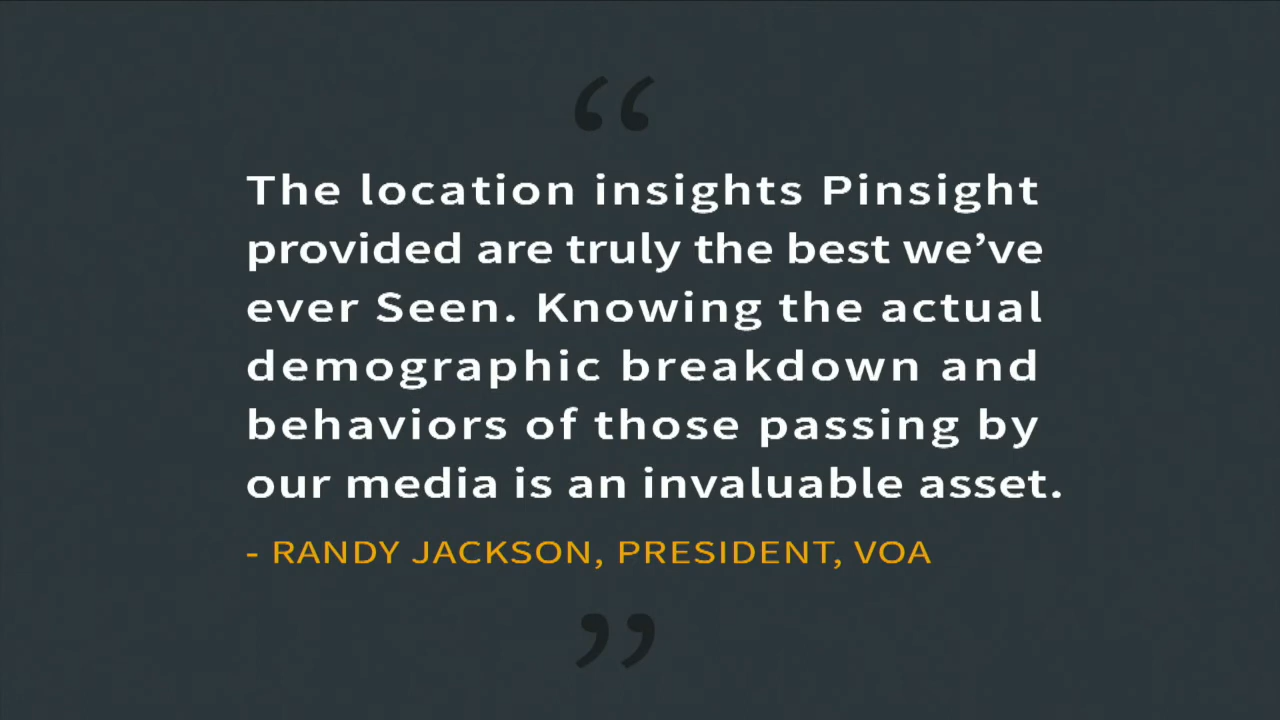 “
The location insights Pinsight
provided are truly the best we’ve
ever Seen. Knowing the actual
demographic breakdown and
behaviors of those passing by
our media is an invaluable asset.
- RANDY JACKSON, PRESIDENT, VOA
”